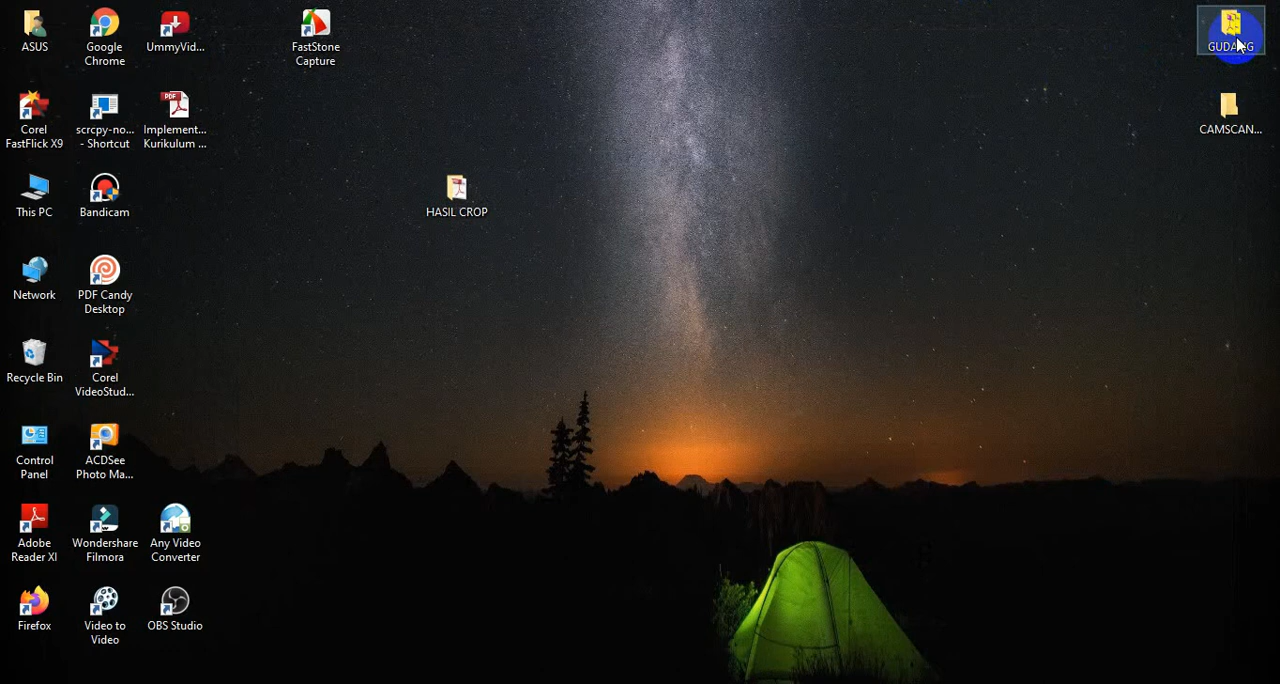 ASUS
Google
Chrome
UmmyVid...
FastStone
Capture
GUDANG
Corel
FastFlick X9
scrcpy-no...
- Shortcut
PDF
Implement...
Kurikulum ...
CAMSCAN...
This PC
Bandicam
HASIL CROP
Network
PDF Candy
Desktop
Recycle Bin
Corel
VideoStud...
Control
Panel
ACDSee
Photo Ma...
Adobe
Reader XI
Wondershare
Filmora
Any Video
Converter
Firefox
Video to
Video
OBS Studio